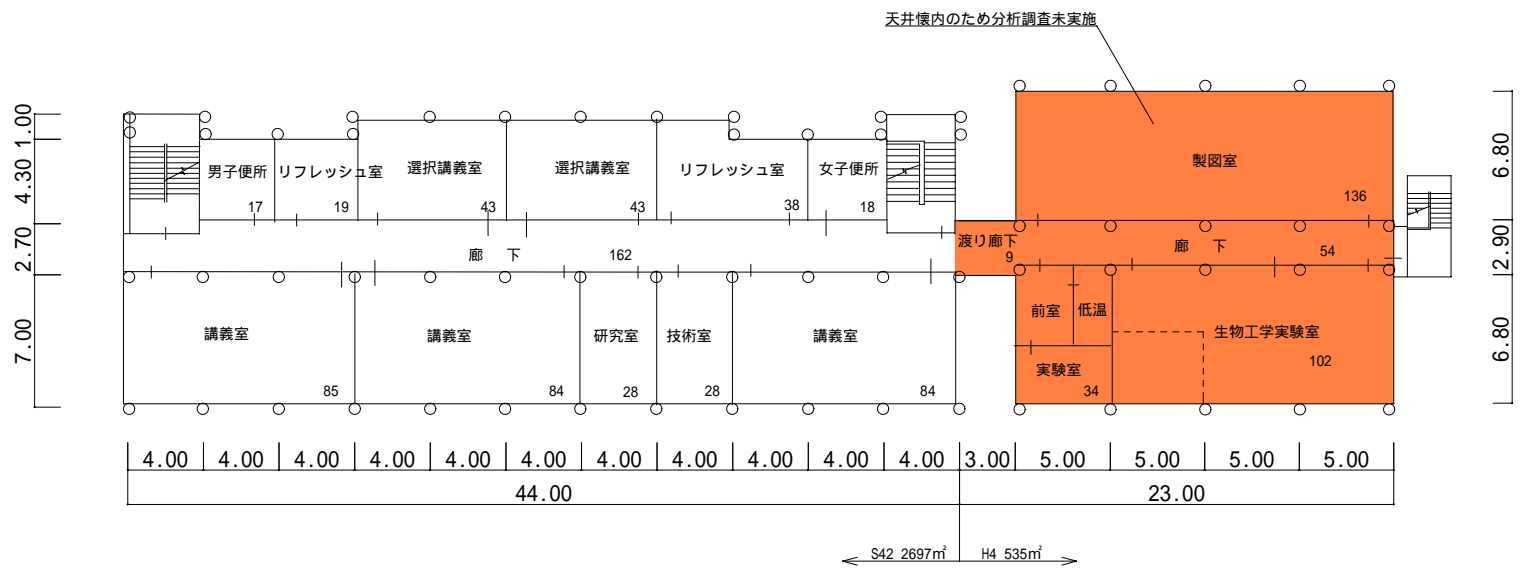 天井懐内のため分析調査未実施
1.00
4.30
2.70
7.00
男子便所
17
リフレッシュ室
19
選択講義室
43
選択講義室
43
リフレッシュ室
38
女子便所
18
製図室
136
6.80
2.90
6.80
廊 下
162
渡り廊下
9
廊 下
54
講義室
85
講義室
84
研究室
28
技術室
28
講義室
84
前室
低温
実験室
34
生物工学実験室
102
4.00 4.00 4.00 4.00 4.00 4.00 4.00 4.00 4.00 4.00 4.00 3.00 5.00 5.00 5.00 5.00
44.00 23.00
S42 2697㎡ H4 535㎡